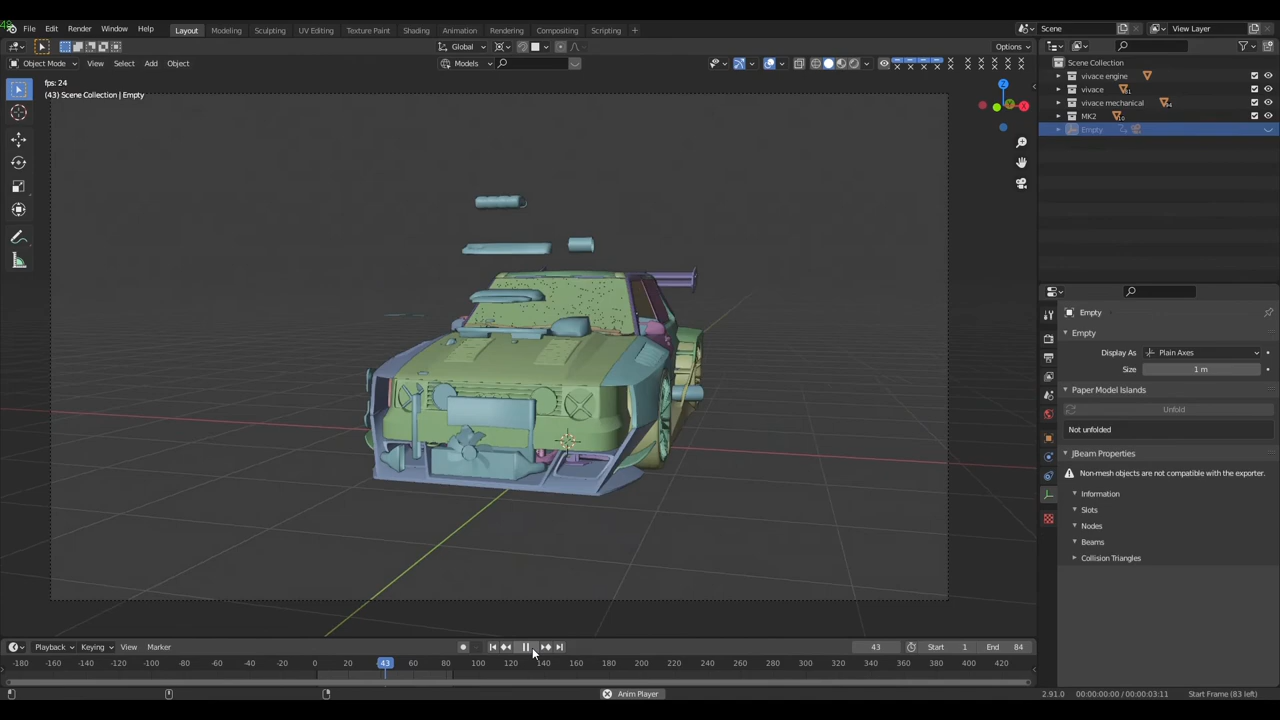 49
File Edit Render Window Help
Layout Modeling Sculpting UV Editing Texture Paint Shading Animation Rendering Compositing Scripting
Scene View Layer
Global Options
Object Mode View Select Add Object Models
fps: 24
(43) Scene Collection | Empty
Z
X
Y
Scene Collection
vivace engine
vivace
vivace mechanical
MK2
10
Empty
Empty
Empty
Display As Plain Axes
Size 1 m
Paper Model Islands
Unfold
Not unfolded
JBeam Properties
Non-mesh objects are not compatible with the exporter.
Information
Slots
Nodes
Beams
Collision Triangles
Playback Keying View Marker
43 Start 1 End 84
-180 -160 -140 -120 -100 -80 -60 -40 -20 0 20 43 60 80 100 120 140 160 180 200 220 240 260 280 300 320 340 360 380 400 420
Anim Player
2.91.0 00:00:00:00 / 00:00:03:11 Start Frame (83 left)